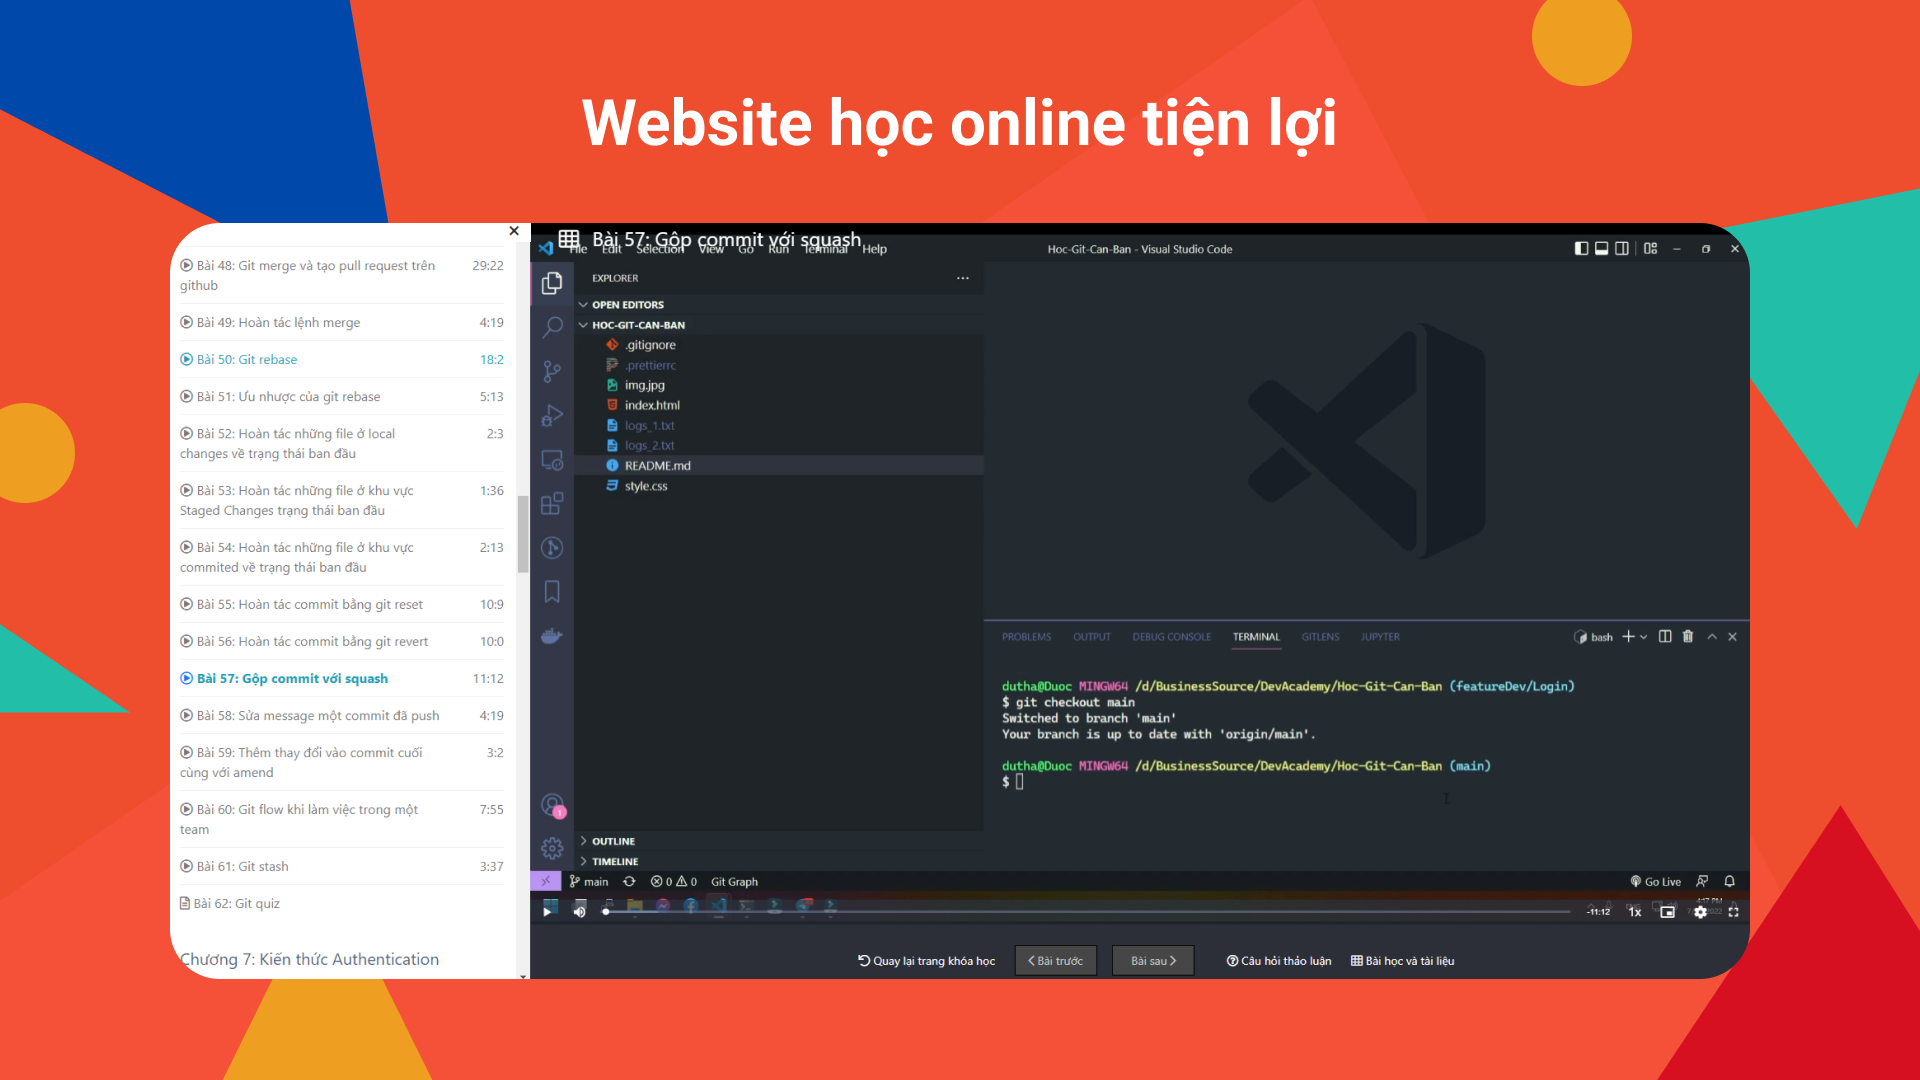 Website học online tiện lợi
Bài 48: Git merge và tạo pull request trên 29:22
github
Bài 49: Hoàn tác lệnh merge 4:19
Bài 50: Git rebase 18:2
Bài 51: Ưu nhược của git rebase 5:13
Bài 52: Hoàn tác những file ở local 2:3
changes về trạng thái ban đầu
Bài 53: Hoàn tác những file ở khu vực 1:36
Staged Changes trạng thái ban đầu
Bài 54: Hoàn tác những file ở khu vực 2:13
commited về trạng thái ban đầu
Bài 55: Hoàn tác commit bằng git reset 10:9
Bài 56: Hoàn tác commit bằng git revert 10:0
Bài 57: Gộp commit với squash 11:12
Bài 58: Sửa message một commit đã push 4:19
Bài 59: Thêm thay đổi vào commit cuối 3:2
cùng với amend
Bài 60: Git flow khi làm việc trong một 7:55
team
Bài 61: Git stash 3:37
Bài 62: Git quiz
Chương 7: Kiến thức Authentication
Bài 57: Gộp commit với squash
File Edit Selection View Go Run Terminal Help
Hoc-Git-Can-Ban - Visual Studio Code
EXPLORER
OPEN EDITORS
HOC-GIT-CAN-BAN
.gitignore
.prettierrc
img.jpg
index.html
logs_1.txt
logs_2.txt
README.md
style.css
OUTLINE
TIMELINE
PROBLEMS OUTPUT DEBUG CONSOLE TERMINAL GITLENS JUPYTER bash
dutha@Duoc MINGW64 /d/BusinessSource/DevAcademy/Hoc-Git-Can-Ban (featureDev/Login)
$ git checkout main
Switched to branch 'main'
Your branch is up to date with 'origin/main'.
dutha@Duoc MINGW64 /d/BusinessSource/DevAcademy/Hoc-Git-Can-Ban (main)
$
main 0 0 Git Graph Go Live
-11:12 1x
Quay lại trang khóa học Bài trước Bài sau Câu hỏi thảo luận Bài học và tài liệu